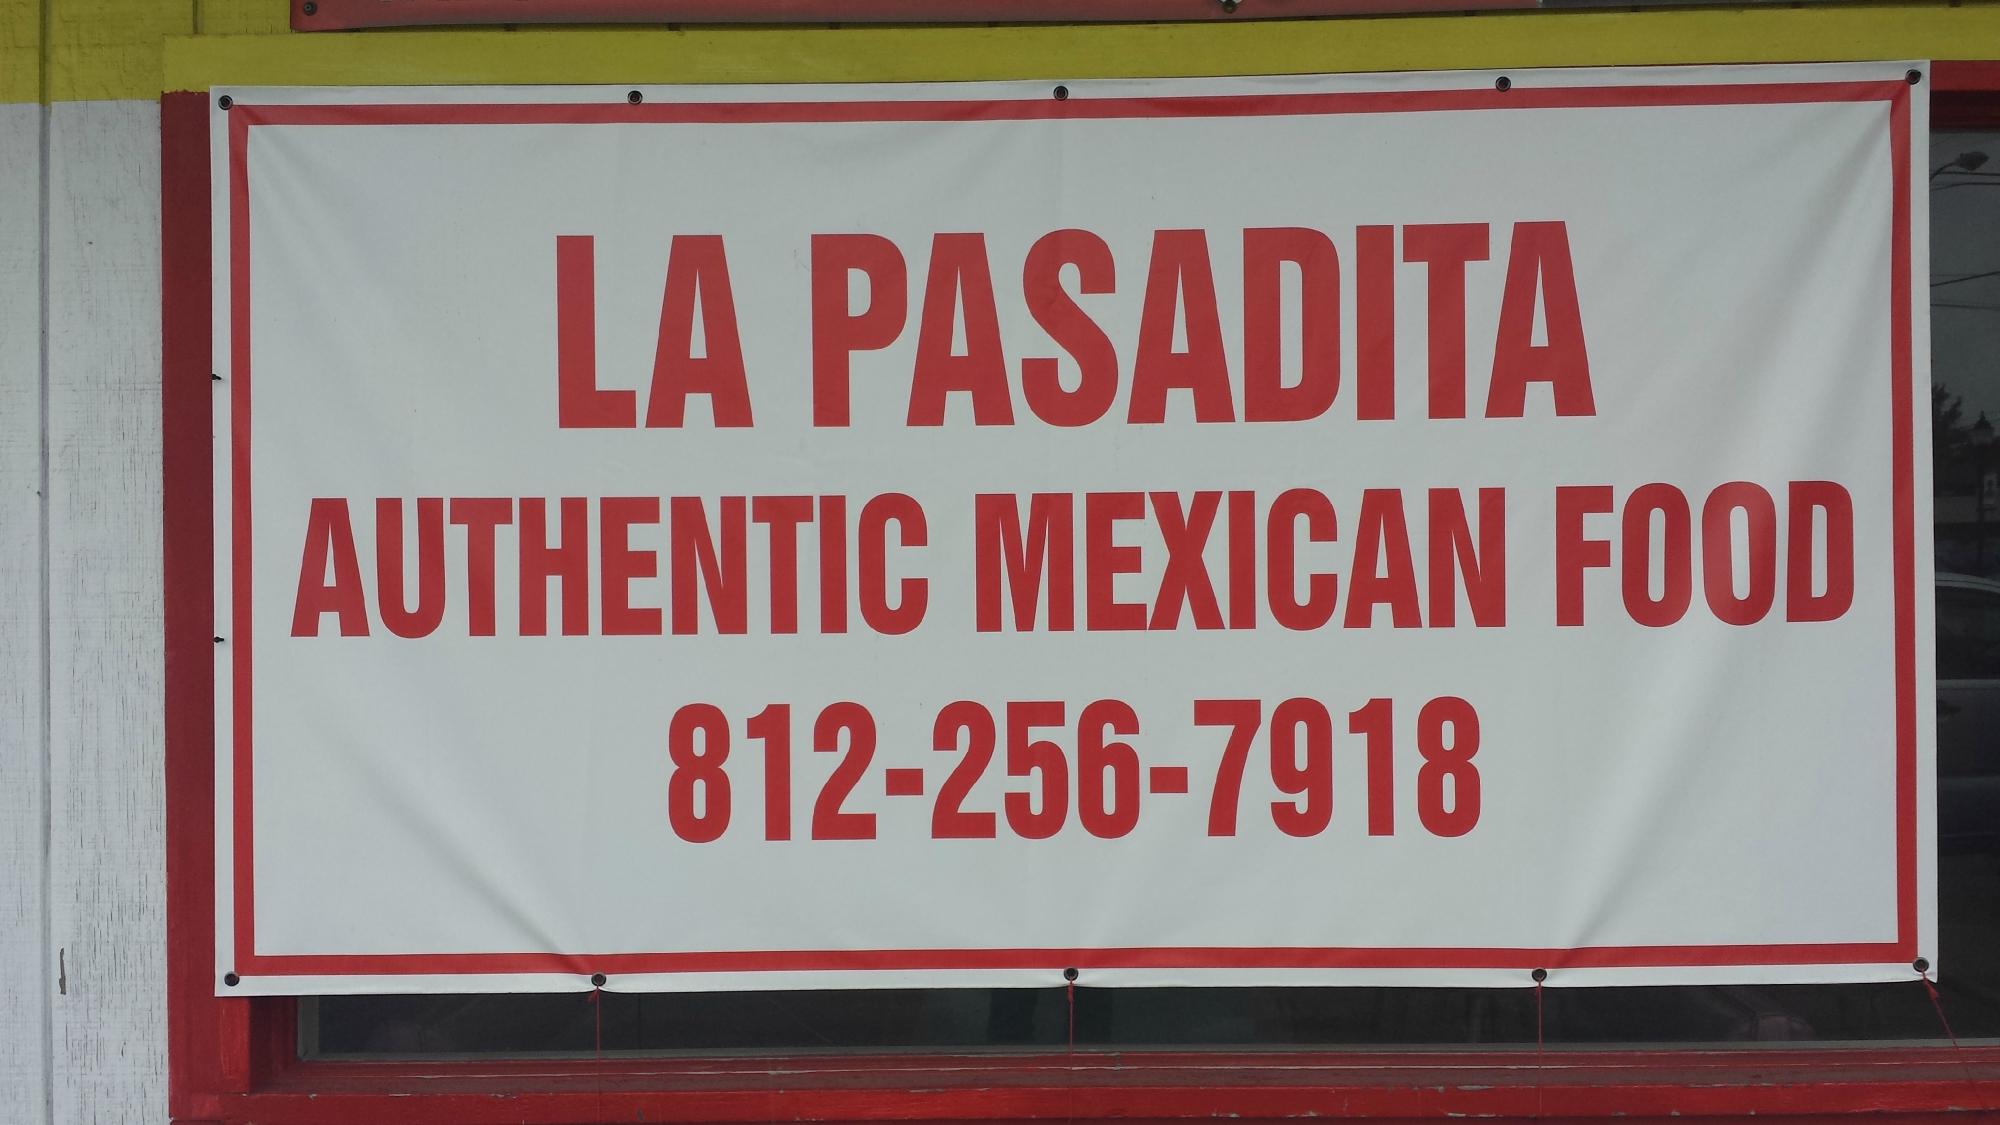 LA PASADITA
AUTHENTIC MEXICAN FOOD
812-256-7918